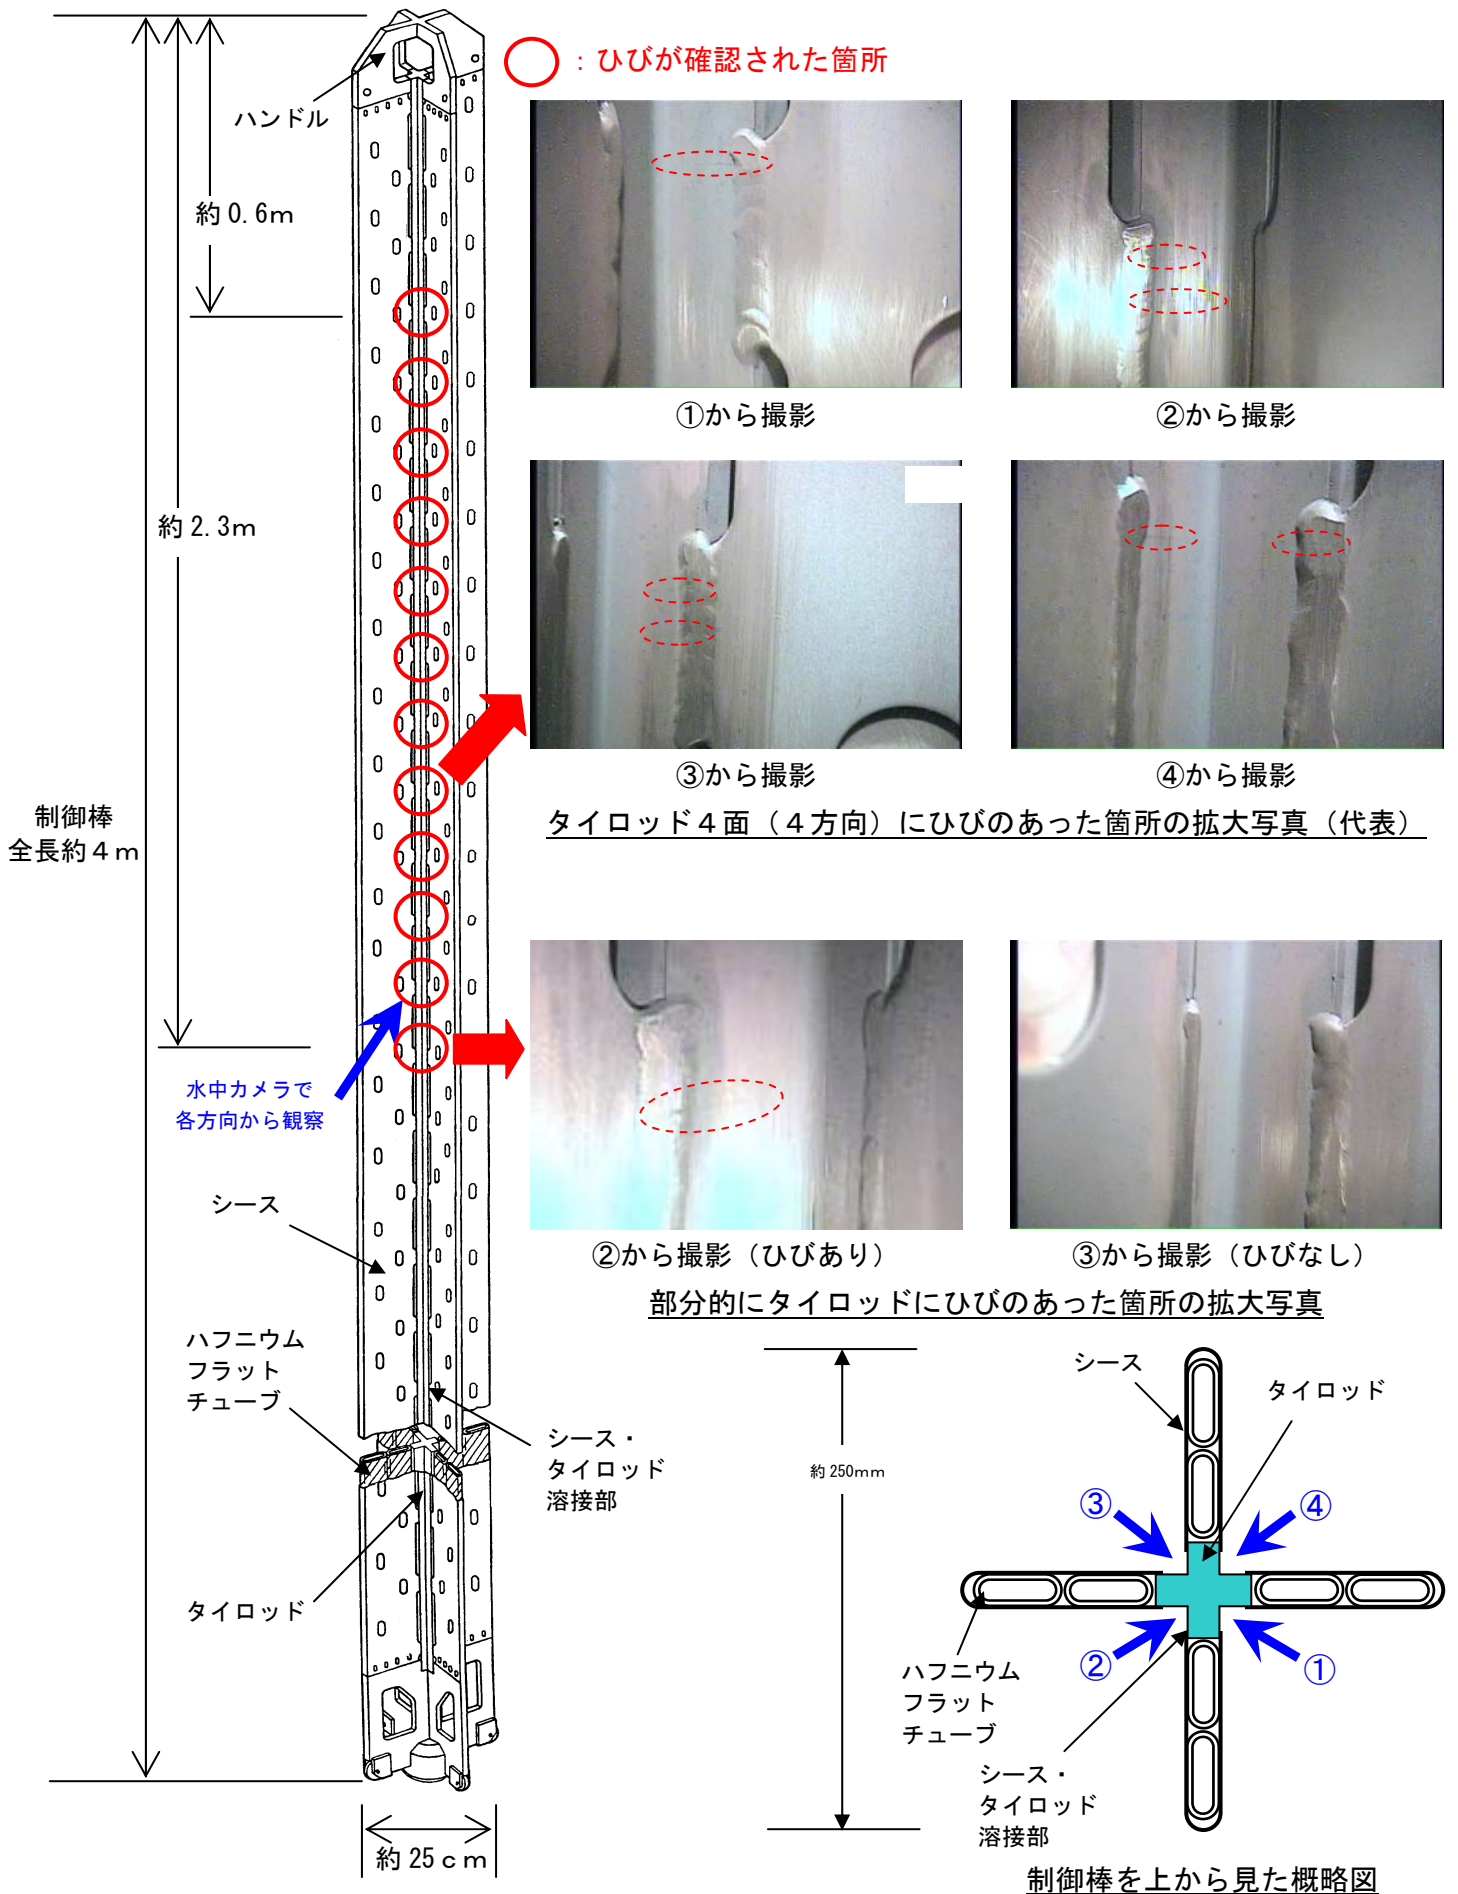 ：ひびが確認された箇所
ハンドル
約 0.6m
約 2.3m
制御棒
全長約４ｍ
①から撮影
②から撮影
③から撮影
④から撮影
タイロッド４面（４方向）にひびのあった箇所の拡大写真（代表）
水中カメラで
各方向から観察
②から撮影（ひびあり）
③から撮影（ひびなし）
部分的にタイロッドにひびのあった箇所の拡大写真
シース
ハフニウム
フラット
チューブ
シース・
タイロッド
溶接部
タイロッド
約 25ｃｍ
シース
タイロッド
約 250mm
③
④
②
①
ハフニウム
フラット
チューブ
シース・
タイロッド
溶接部
制御棒を上から見た概略図